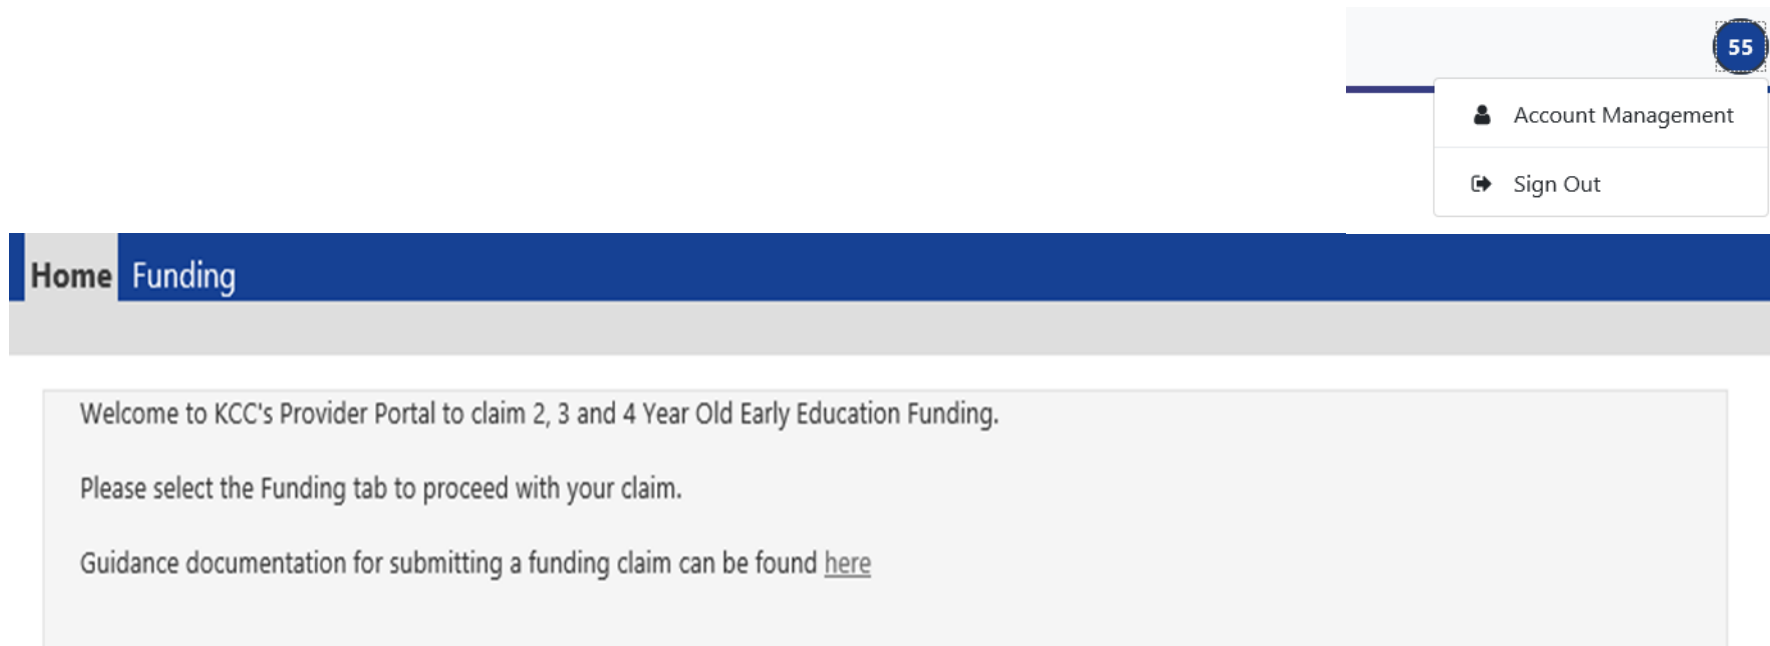 55
Account Management
Sign Out
Home Funding
Welcome to KCC's Provider Portal to claim 2, 3 and 4 Year Old Early Education Funding.
Please select the Funding tab to proceed with your claim.
Guidance documentation for submitting a funding claim can be found here